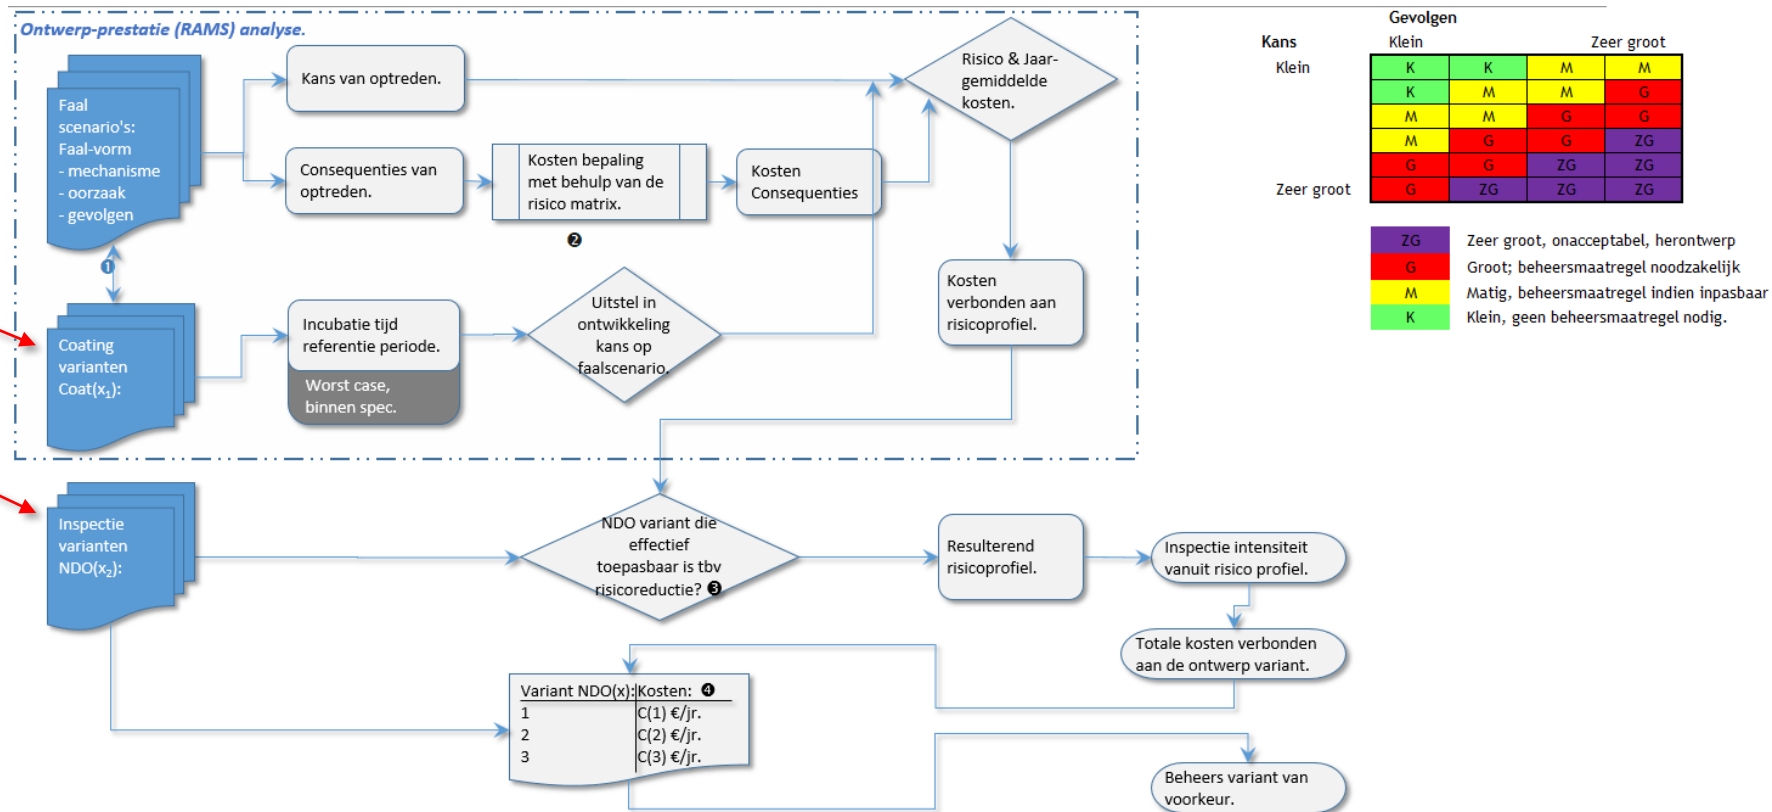 Ontwerp-prestatie (RAMS) analyse.
Faal
scenario's:
Faal-vorm
- mechanisme
- oorzaak
- gevolgen
Kans van optreden.
Consequenties van
optreden.
Kosten bepaling
met behulp van de
risico matrix.
❷
Kosten
Consequenties
Risico & Jaar-
gemiddelde
kosten.
❶
Coating
varianten
Coat(x₁):
Incubatie tijd
referentie periode.
Worst case,
binnen spec.
Uitstel in
ontwikkeling
kans op
faalscenario.
Kosten
verbonden aan
risicoprofiel.
Inspectie
varianten
NDO(x₂):
NDO variant die
effectief
toepasbaar is tbv
risicoreductie? ❸
Resulterend
risicoprofiel.
Inspectie intensiteit
vanuit risico profiel.
Totale kosten verbonden
aan de ontwerp variant.
Variant NDO(x): Kosten: ❹
1 C(1) €/jr.
2 C(2) €/jr.
3 C(3) €/jr.
Beheers variant van
voorkeur.
Gevolgen
Kans Klein Zeer groot
Klein K K M M
K M M G
M M G G
M G G ZG
G G ZG ZG
Zeer groot G ZG ZG ZG
ZG Zeer groot, onacceptabel, herontwerp
G Groot; beheersmaatregel noodzakelijk
M Matig, beheersmaatregel indien inpasbaar
K Klein, geen beheersmaatregel nodig.